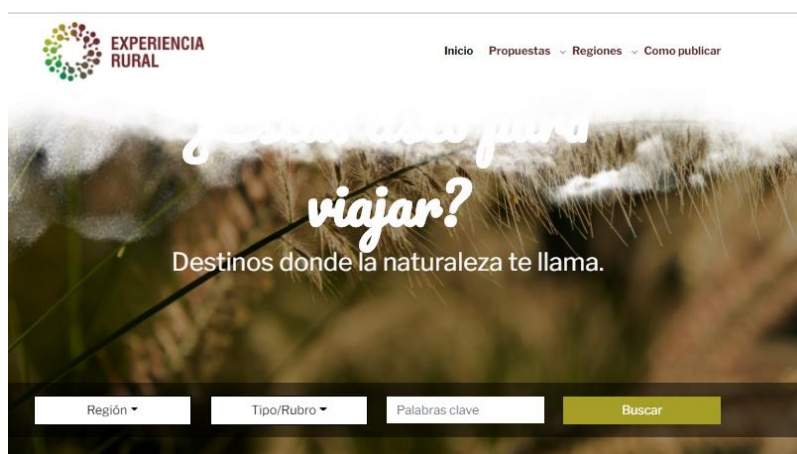 EXPERIENCIA
RURAL
Inicio Propuestas Regiones Como publicar
para
viajar?
Destinos donde la naturaleza te llama.
Región
Tipo/Rubro
Palabras clave
Buscar